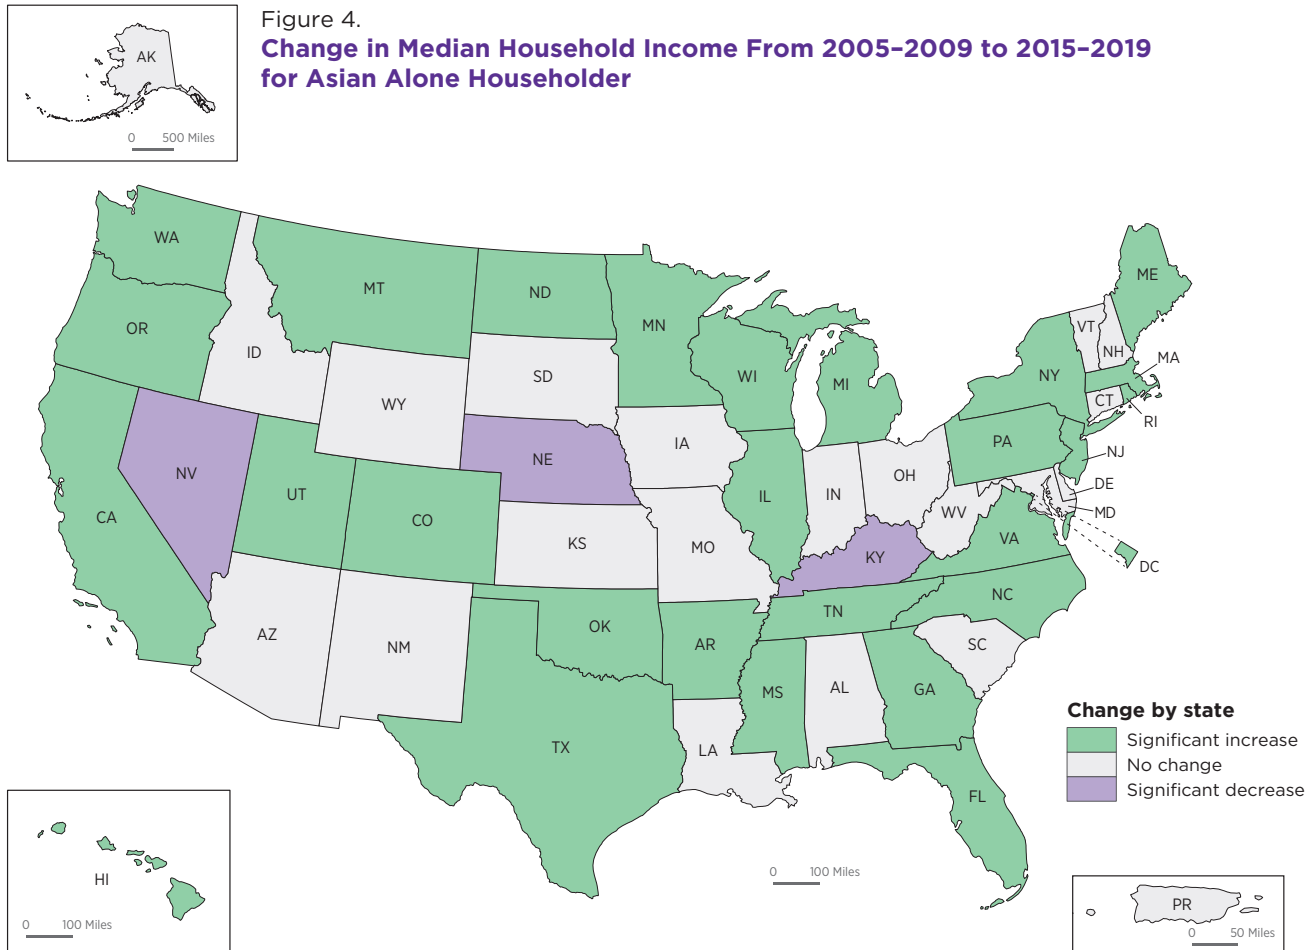 Figure 4.
Change in Median Household Income From 2005–2009 to 2015–2019
for Asian Alone Householder
AK
0 500 Miles
WA
MT
ND
MN
ME
OR
ID
SD
WI
MI
VT
NH
MA
NY
WY
CT
RI
IA
PA
NJ
NV
NE
OH
DE
UT
IL
IN
WV
MD
CA
CO
KS
MO
KY
VA
DC
AZ
NM
OK
TN
NC
AR
SC
MS
AL
GA
TX
LA
FL
Change by state
Significant increase
No change
Significant decrease
HI
0 100 Miles
0 100 Miles
PR
0 50 Miles